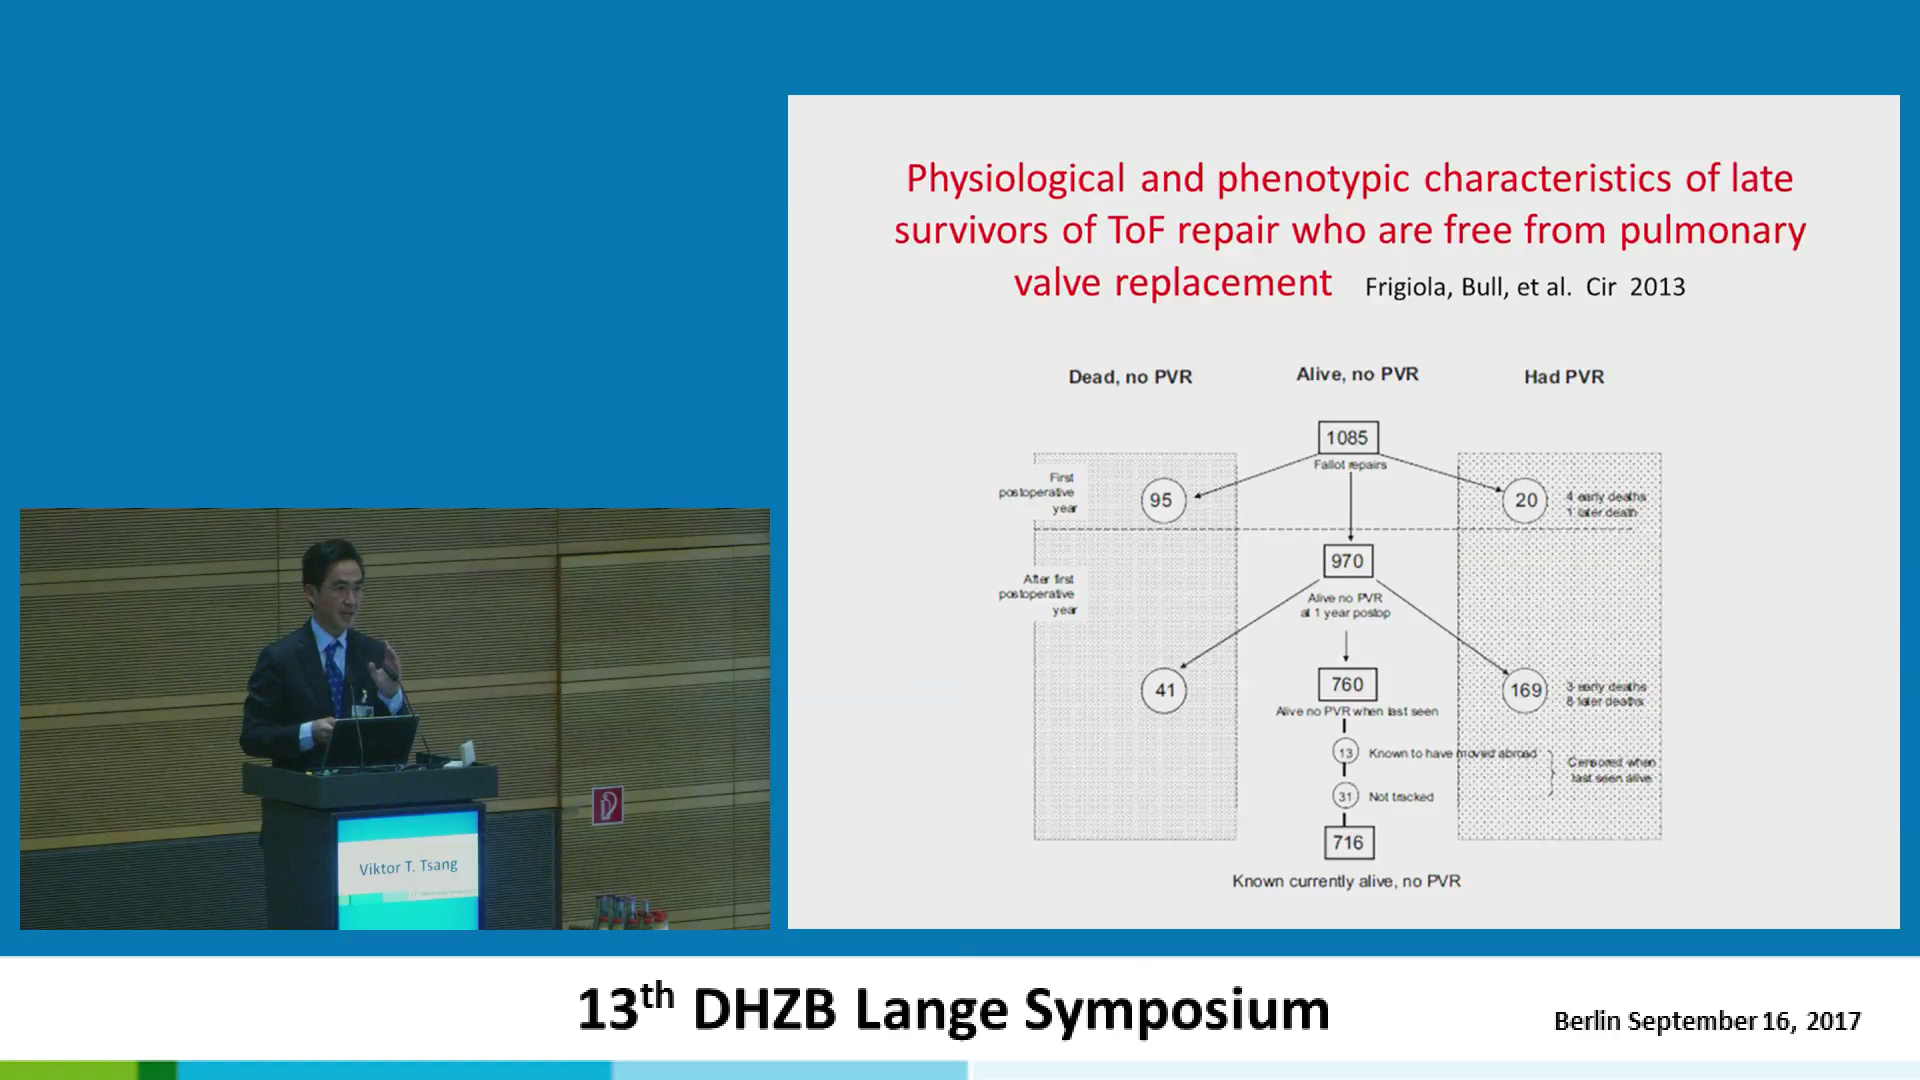 Physiological and phenotypic characteristics of late
survivors of ToF repair who are free from pulmonary
valve replacement Frigiola, Bull, et al. Cir 2013
Dead, no PVR
Alive, no PVR
Had PVR
1085
Fallot repairs
First
postoperative
year
95
20
4 early deaths
1 later death
970
Alive no PVR
at 1 year postop
After first
postoperative
year
41
760
Alive no PVR when last seen
169
3 early deaths
8 later deaths
13 Known to have moved abroad
31 Not tracked
Censored when
last seen alive
716
Known currently alive, no PVR
Viktor T. Tsang
13th DHZB Lange Symposium
Berlin September 16, 2017